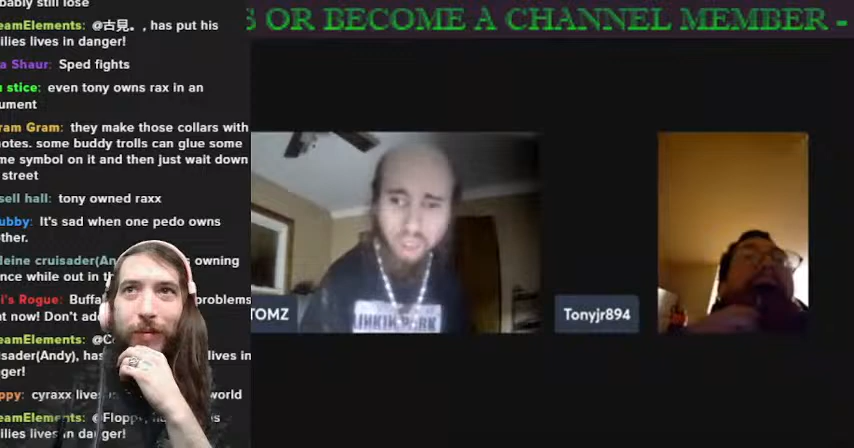 S OR BECOME A CHANNEL MEMBER -
bably still lose
eamElements: @古見。, has put his
ilies lives in danger!
a Shaur: Sped fights
stice: even tony owns rax in an
ument
ram Gram: they make those collars with
notes. some buddy trolls can glue some
me symbol on it and then just wait down
street
sell hall: tony owned raxx
ubby: It's sad when one pedo owns
other.
leine cruisader(An owning
nce while out in th
i's Rogue: Buffa problems
t now! Don't ad
eamElements: @C
isader(Andy), has lives in
ger!
ppy: cyraxx live world
eamElements: @Flopp
ilies lives in danger!
TOMZ
LINKIN PARK
Tonyjr894